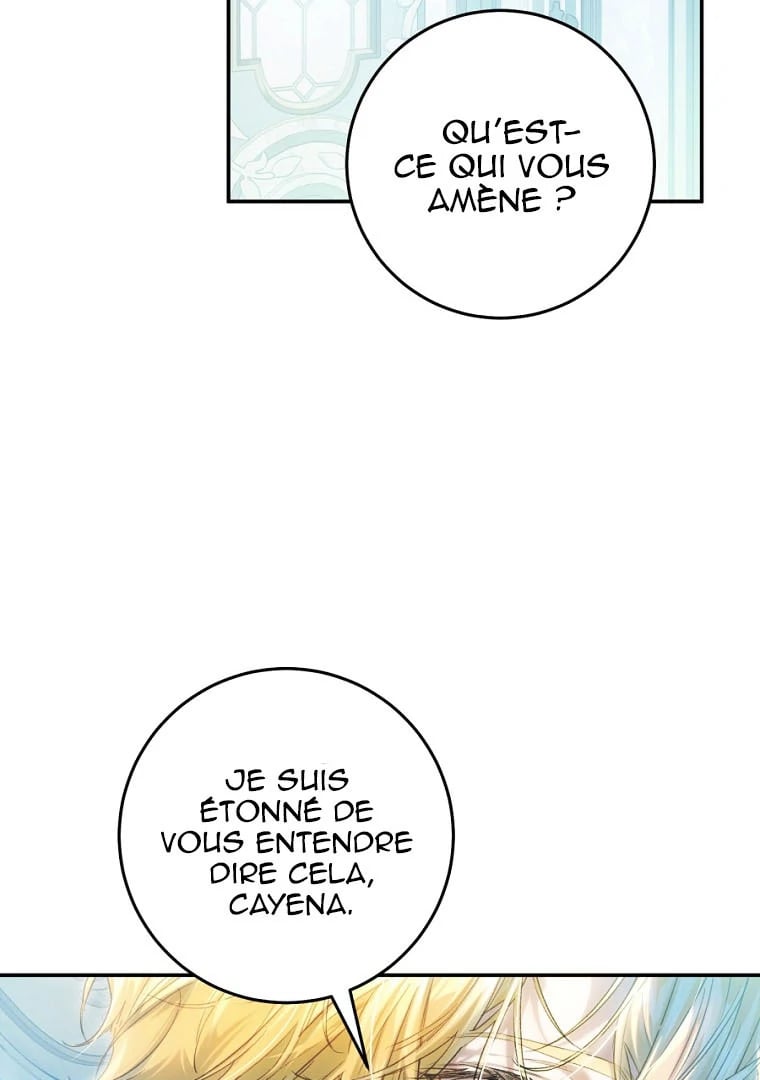 QU'EST-
CE QUI VOUS
AMÈNE ?
JE SUIS
ÉTONNÉ DE
VOUS ENTENDRE
DIRE CELA,
CAYENA.